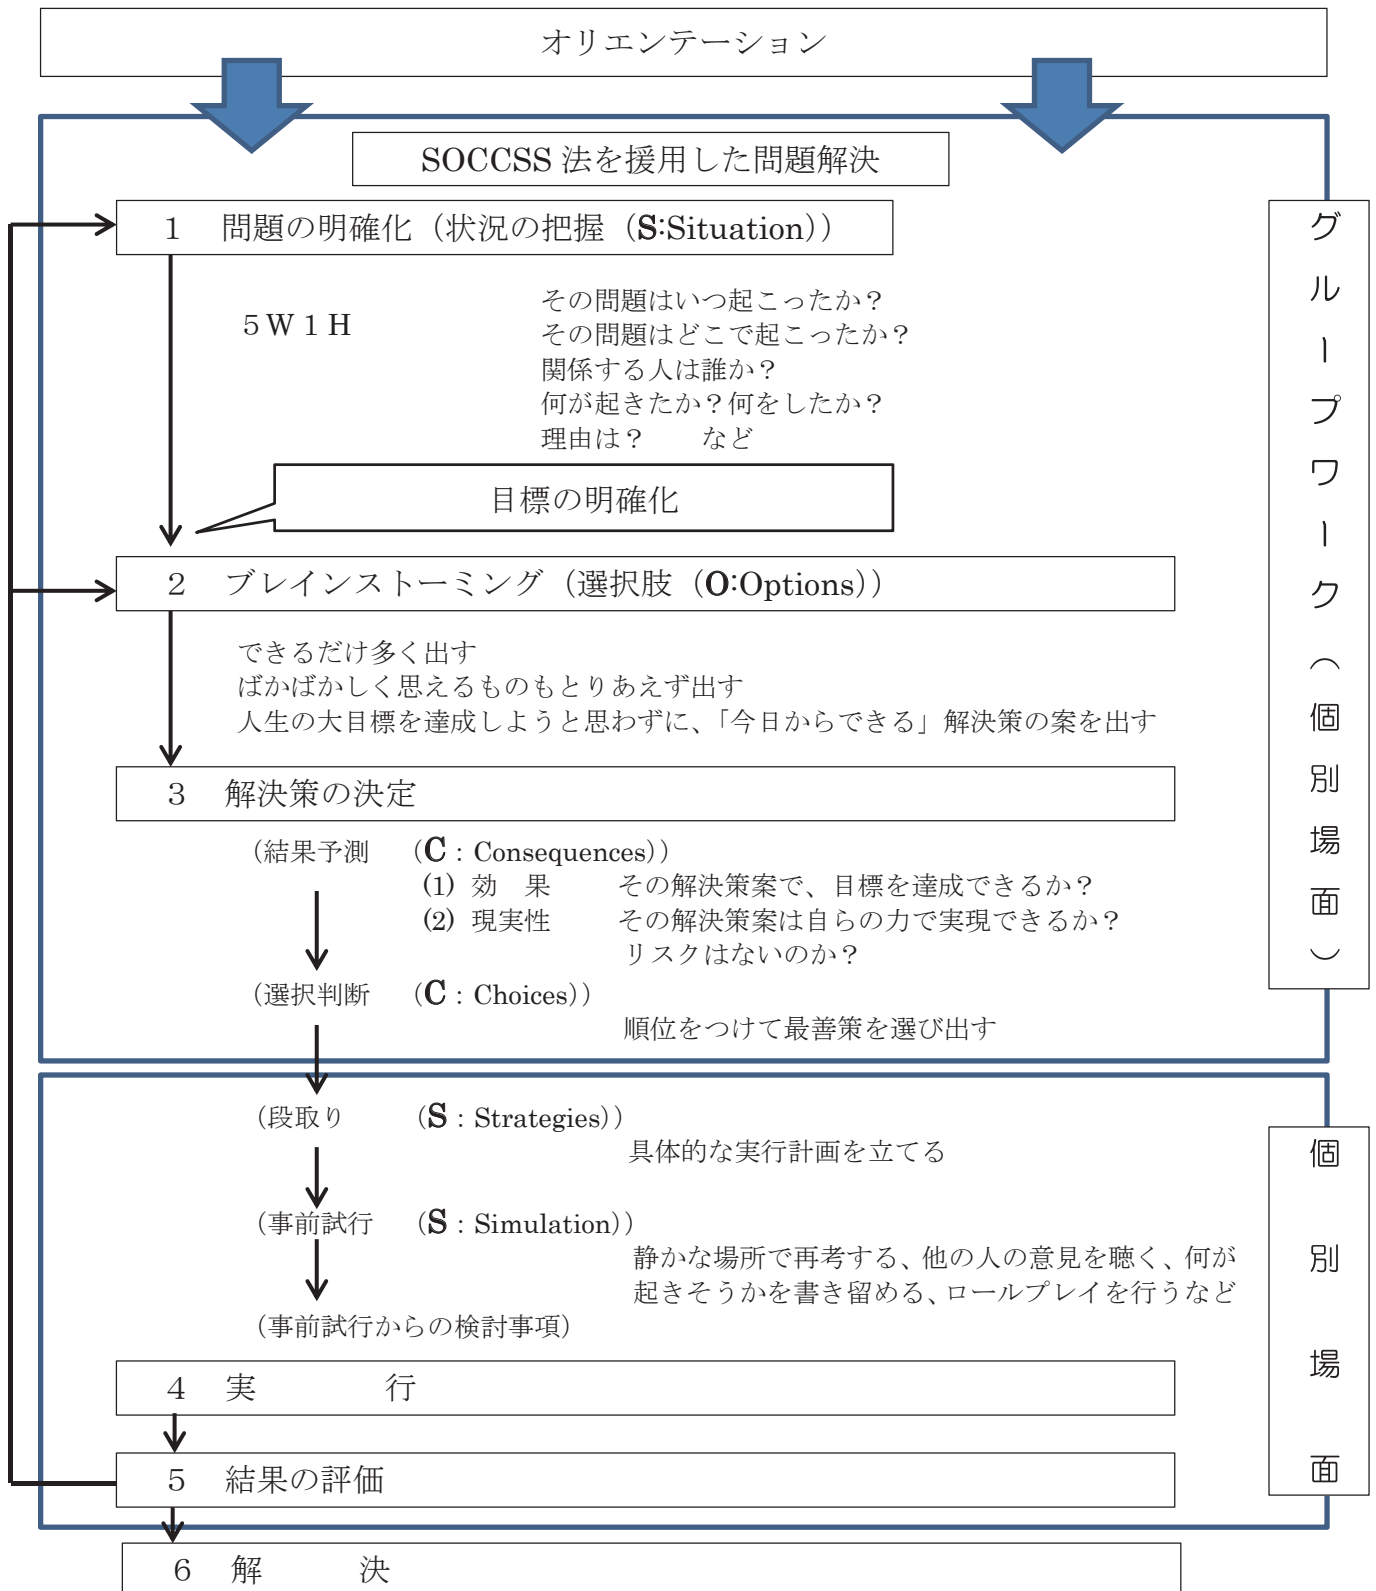 オリエンテーション
SOCCSS 法を援用した問題解決
１　問題の明確化（状況の把握（S:Situation））
５W１H
その問題はいつ起こったか？
その問題はどこで起こったか？
関係する人は誰か？
何が起きたか？何をしたか？
理由は？　　など
目標の明確化
２　ブレインストーミング（選択肢（O:Options））
できるだけ多く出す
ばかばかしく思えるものもとりあえず出す
人生の大目標を達成しようと思わずに、「今日からできる」解決策の案を出す
３　解決策の決定
（結果予測　（C：Consequences））
(1) 効　果　　その解決策案で、目標を達成できるか？
(2) 現実性　　その解決策案は自らの力で実現できるか？
リスクはないのか？
（選択判断　（C：Choices））
順位をつけて最善策を選び出す
グループワーク（個別場面）
（段取り　　（S：Strategies））
具体的な実行計画を立てる
（事前試行　（S：Simulation））
静かな場所で再考する、他の人の意見を聴く、何が
起きそうかを書き留める、ロールプレイを行うなど
（事前試行からの検討事項）
４　実　　　　行
５　結果の評価
個別場面
６　解　　　決